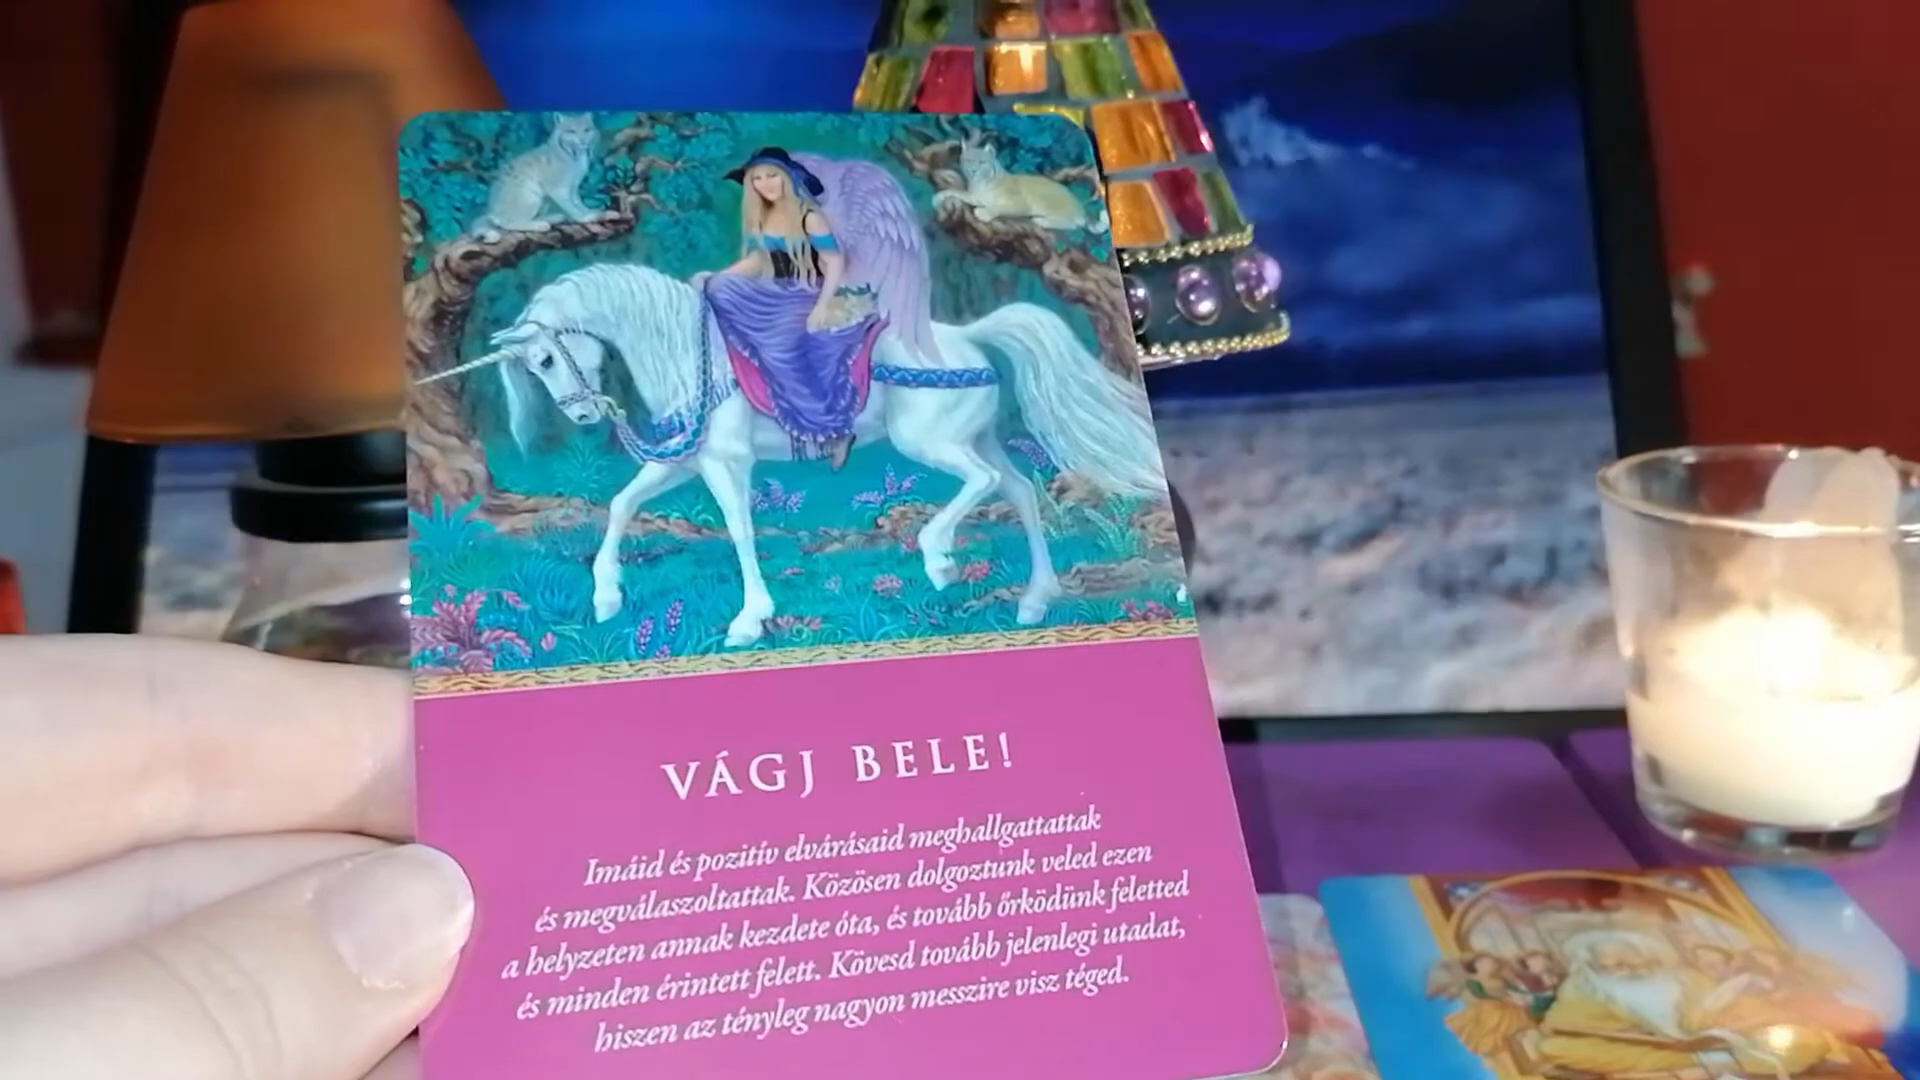 VÁGJ BELE!
Imáid és pozitív elvárásaid meghallgattattak
és megválaszoltattak. Közösen dolgoztunk veled ezen
a helyzeten annak kezdete óta, és tovább őrködünk feletted
és minden érintett felett. Kövesd tovább jelenlegi utadat,
hiszen az tényleg nagyon messzire visz téged.